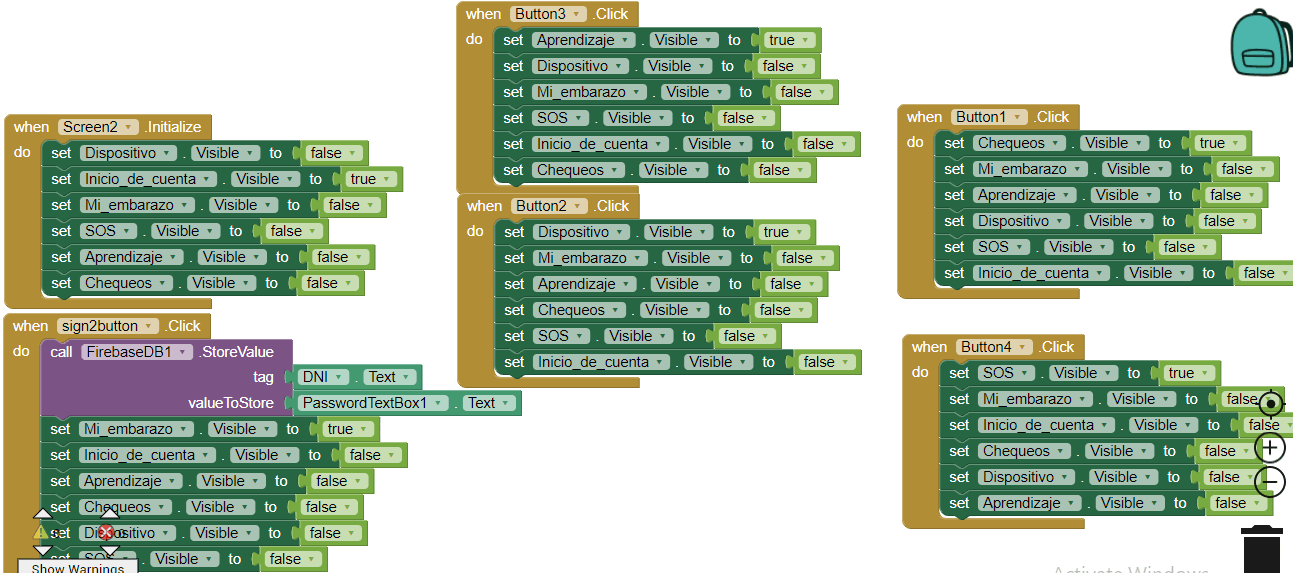 when Screen2 .Initialize
do set Dispositivo . Visible to false
set Inicio_de_cuenta . Visible to true
set Mi_embarazo . Visible to false
set SOS . Visible to false
set Aprendizaje . Visible to false
set Chequeos . Visible to false
when sign2button .Click
do call FirebaseDB1 .StoreValue
tag DNI . Text
valueToStore PasswordTextBox1 . Text
set Mi_embarazo . Visible to true
set Inicio_de_cuenta . Visible to false
set Aprendizaje . Visible to false
set Chequeos . Visible to false
set Dispositivo . Visible to false
set SOS . Visible to false
Show Warnings
when Button3 .Click
do set Aprendizaje . Visible to true
set Dispositivo . Visible to false
set Mi_embarazo . Visible to false
set SOS . Visible to false
set Inicio_de_cuenta . Visible to false
set Chequeos . Visible to false
when Button2 .Click
do set Dispositivo . Visible to true
set Mi_embarazo . Visible to false
set Aprendizaje . Visible to false
set Chequeos . Visible to false
set SOS . Visible to false
set Inicio_de_cuenta . Visible to false
when Button1 .Click
do set Chequeos . Visible to true
set Mi_embarazo . Visible to false
set Aprendizaje . Visible to false
set Dispositivo . Visible to false
set SOS . Visible to false
set Inicio_de_cuenta . Visible to false
when Button4 .Click
do set SOS . Visible to true
set Mi_embarazo . Visible to false
set Inicio_de_cuenta . Visible to false
set Chequeos . Visible to false
set Dispositivo . Visible to false
set Aprendizaje . Visible to false
Activate Windows